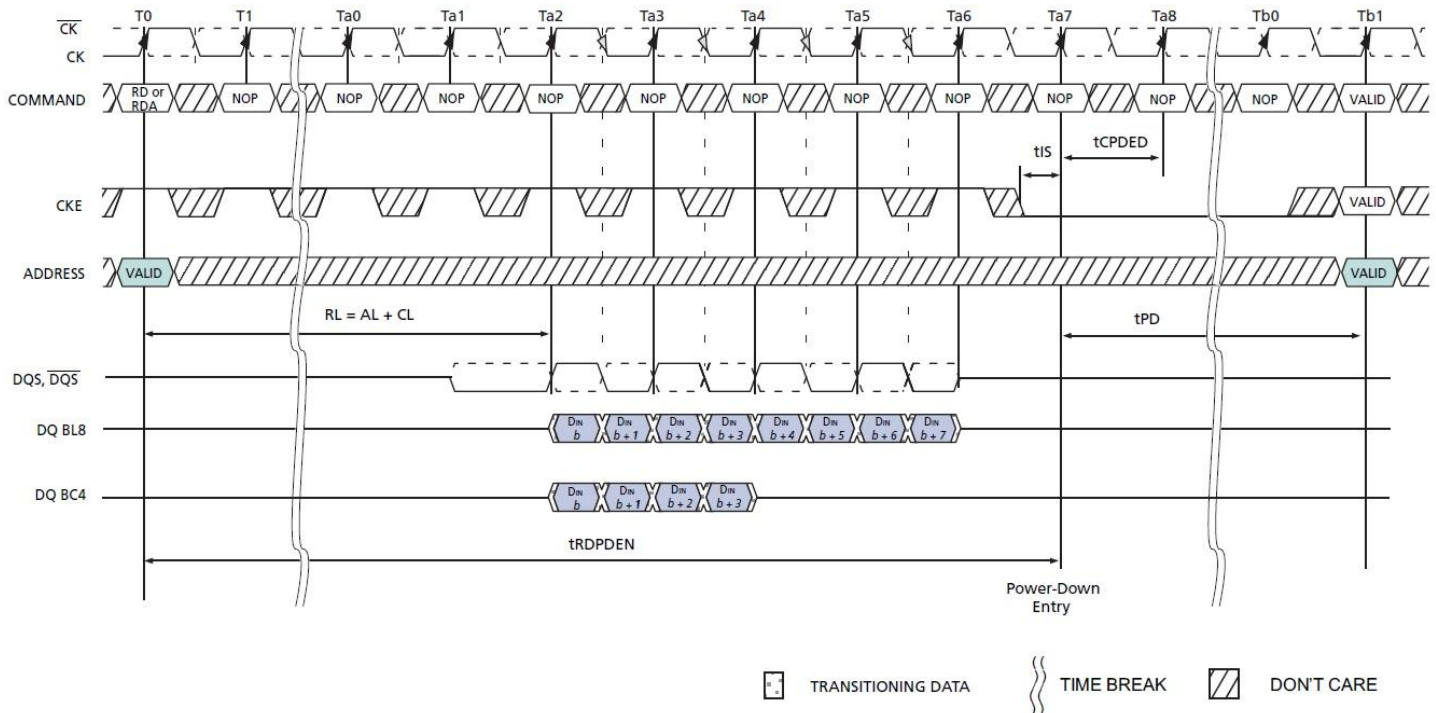 T0 T1 Ta0 Ta1 Ta2 Ta3 Ta4 Ta5 Ta6 Ta7 Ta8 Tb0 Tb1
CK
CK
COMMAND RD or RDA NOP NOP NOP NOP NOP NOP NOP NOP NOP NOP NOP VALID
tIS tCPDED
CKE VALID
ADDRESS VALID VALID
RL = AL + CL tPD
DQS, DQS
DQ BL8 DIN b DIN b + 1 DIN b + 2 DIN b + 3 DIN b + 4 DIN b + 5 DIN b + 6 DIN b + 7
DQ BC4 DIN b DIN b + 1 DIN b + 2 DIN b + 3
tRDPDEN
Power-Down
Entry
TRANSITIONING DATA TIME BREAK DON'T CARE